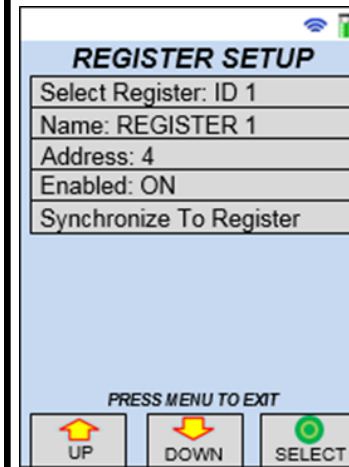 REGISTER SETUP
Select Register: ID 1
Name: REGISTER 1
Address: 4
Enabled: ON
Synchronize To Register
PRESS MENU TO EXIT
UP
DOWN
SELECT